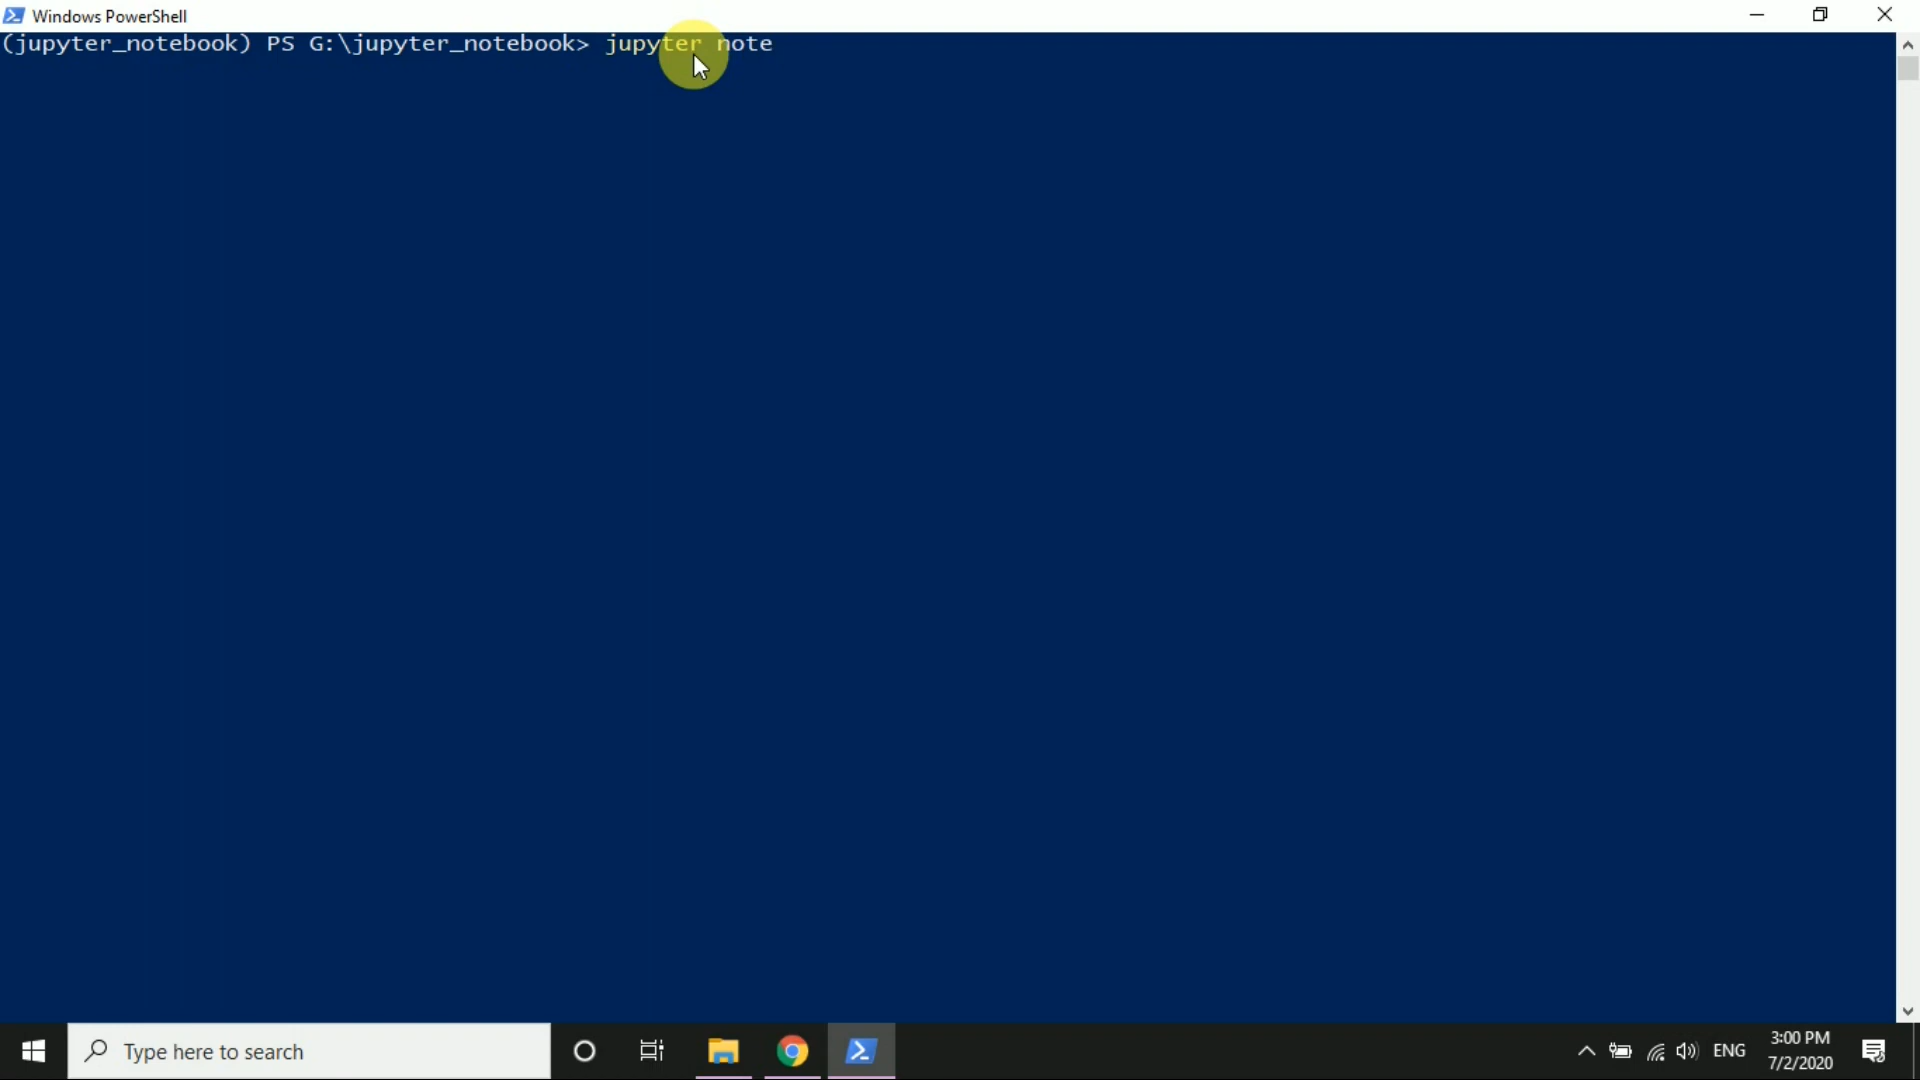 Windows PowerShell
(jupyter_notebook) PS G:\jupyter_notebook> jupyter note
Type here to search
ENG
3:00 PM
7/2/2020